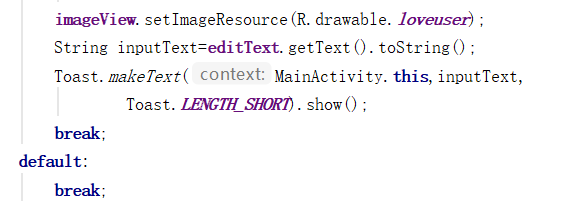 imageView.setImageResource(R.drawable.loveuser);
String inputText=editText.getText().toString();
Toast.makeText( context: MainActivity.this,inputText,
Toast.LENGTH_SHORT).show();
break;
default:
break;